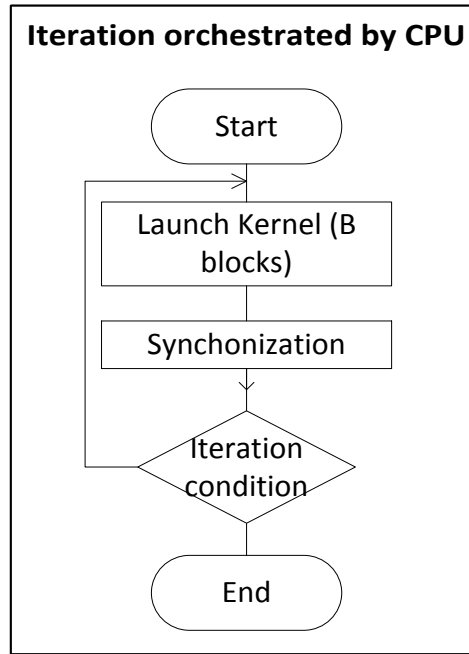 Iteration orchestrated by CPU
Start
Launch Kernel (B
blocks)
Synchonization
Iteration
condition
End